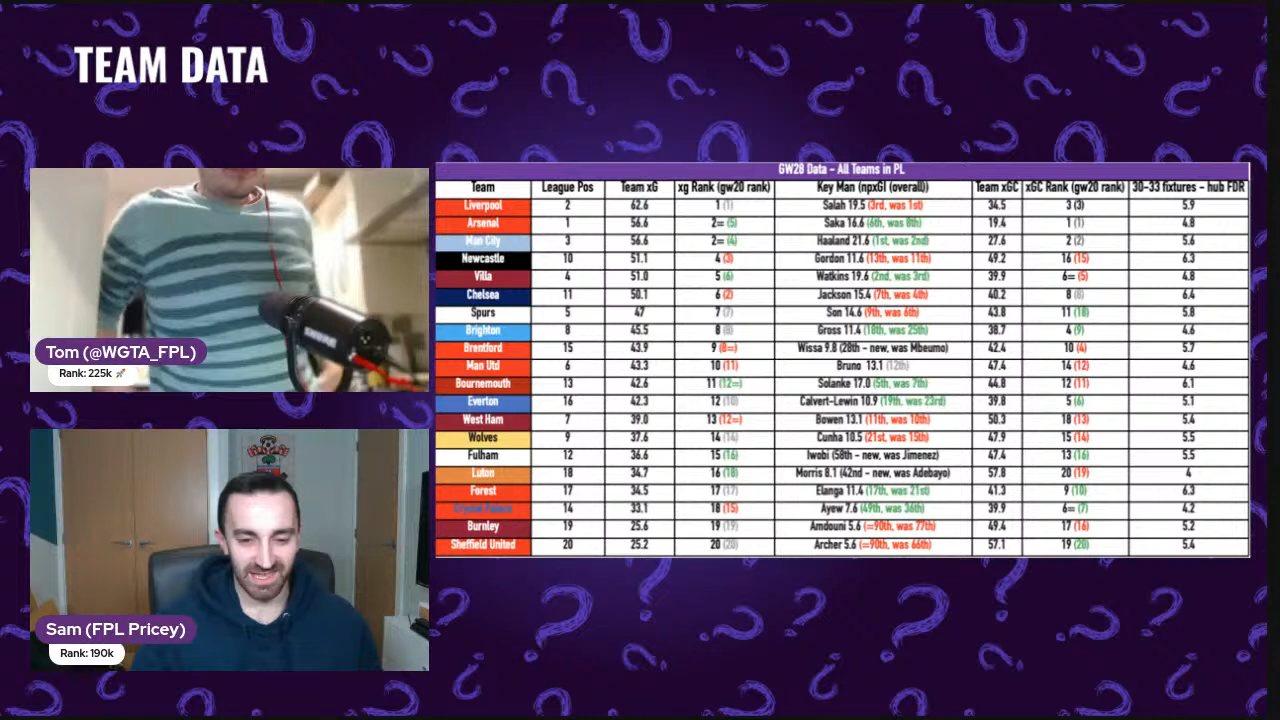 TEAM DATA
GW28 Data - All Teams in PL
Team League Pos Team xG xg Rank (gw20 rank) Key Man (npxGI (overall)) Team xGC xGC Rank (gw20 rank) 30-33 fixtures - hub FDR
Liverpool 2 62.6 1 (1) Salah 19.5 (3rd, was 1st) 34.5 3 (3) 5.9
Arsenal 1 56.6 2= (5) Saka 16.6 (6th, was 8th) 19.4 1 (1) 4.8
Man City 3 56.6 2= (4) Haaland 21.6 (1st, was 2nd) 27.6 2 (2) 5.6
Newcastle 10 51.1 4 (3) Gordon 11.6 (13th, was 11th) 49.2 16 (15) 6.3
Villa 4 51.0 5 (6) Watkins 19.6 (2nd, was 3rd) 39.9 6= (5) 4.8
Chelsea 11 50.1 6 (2) Jackson 15.4 (7th, was 4th) 40.2 8 (8) 6.4
Spurs 5 47 7 (7) Son 14.6 (9th, was 6th) 43.8 11 (18) 5.8
Brighton 8 45.5 8 (8) Gross 11.4 (18th, was 25th) 38.7 4 (9) 4.6
Brentford 15 43.9 9 (8=) Wissa 9.8 (28th - new, was Mbeumo) 42.4 10 (4) 5.7
Man Utd 6 43.3 10 (11) Bruno 13.1 (12th) 47.4 14 (12) 4.6
Bournemouth 13 42.6 11 (12=) Solanke 17.0 (5th, was 7th) 44.8 12 (11) 6.1
Everton 16 42.3 12 (10) Calvert-Lewin 10.9 (19th, was 23rd) 39.8 5 (6) 5.1
West Ham 7 39.0 13 (12=) Bowen 13.1 (11th, was 10th) 50.3 18 (13) 5.4
Wolves 9 37.6 14 (14) Cunha 10.5 (21st, was 15th) 47.9 15 (14) 5.5
Fulham 12 36.6 15 (16) Iwobi (58th - new, was Jimenez) 47.4 13 (16) 5.5
Luton 18 34.7 16 (18) Morris 8.1 (42nd - new, was Adebayo) 57.8 20 (19) 4
Forest 17 34.5 17 (17) Elanga 11.4 (17th, was 21st) 41.3 9 (10) 6.3
Crystal Palace 14 33.1 18 (15) Ayew 7.6 (49th, was 36th) 39.9 6= (7) 4.2
Burnley 19 25.6 19 (19) Amdouni 5.6 (=90th, was 77th) 49.4 17 (16) 5.2
Sheffield United 20 25.2 20 (20) Archer 5.6 (=90th, was 66th) 57.1 19 (20) 5.4
Tom (@WGTA_FPL)
Rank: 225k 🚀
Sam (FPL Pricey)
Rank: 190k